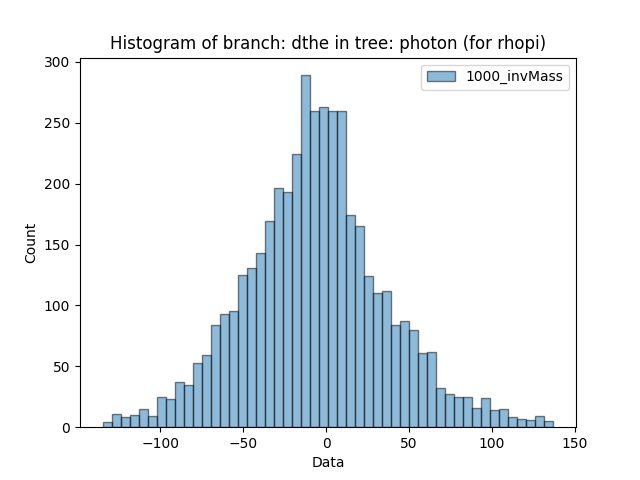 Histogram of branch: dthe in tree: photon (for rhopi)
1000_invMass
300
250
200
150
100
50
0
Count
−100 −50 0 50 100 150
Data